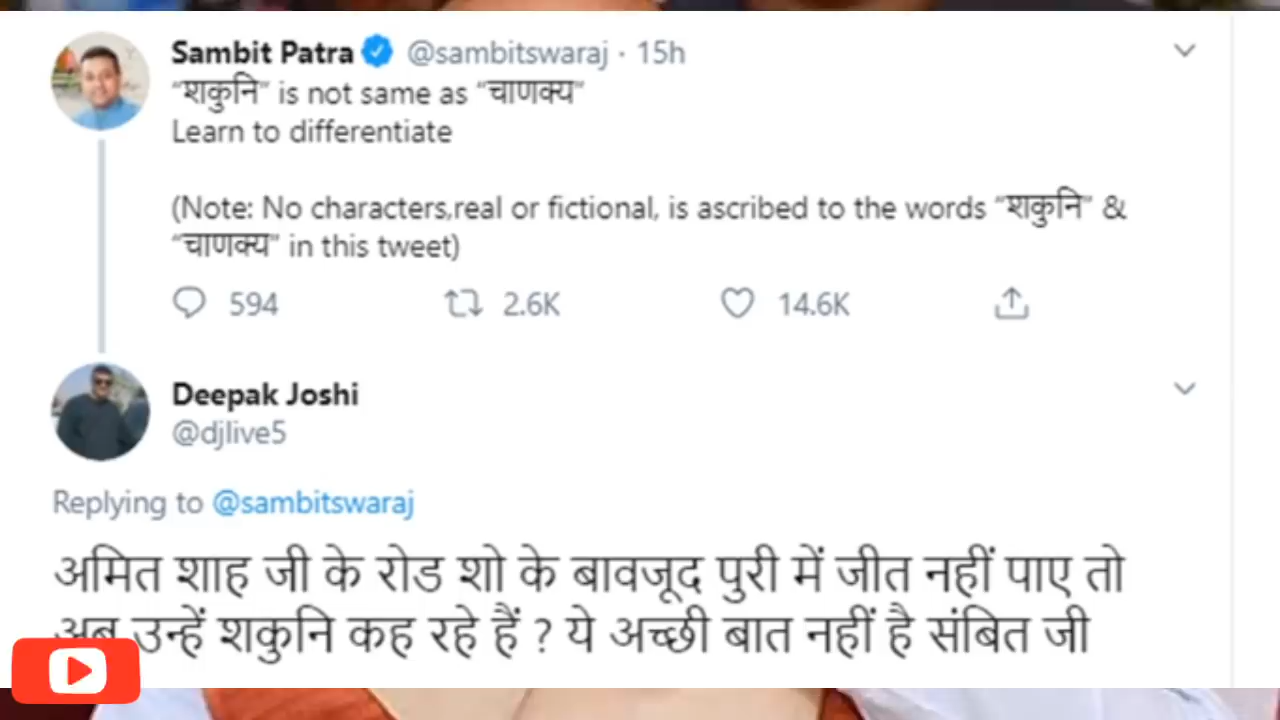 Sambit Patra @sambitswaraj · 15h
“शकुनि” is not same as “चाणक्य”
Learn to differentiate
(Note: No characters,real or fictional, is ascribed to the words “शकुनि” &
“चाणक्य” in this tweet)
594 2.6K 14.6K
Deepak Joshi
@djlive5
Replying to @sambitswaraj
अमित शाह जी के रोड शो के बावजूद पुरी में जीत नहीं पाए तो
अब उन्हें शकुनि कह रहे हैं ? ये अच्छी बात नहीं है संबित जी